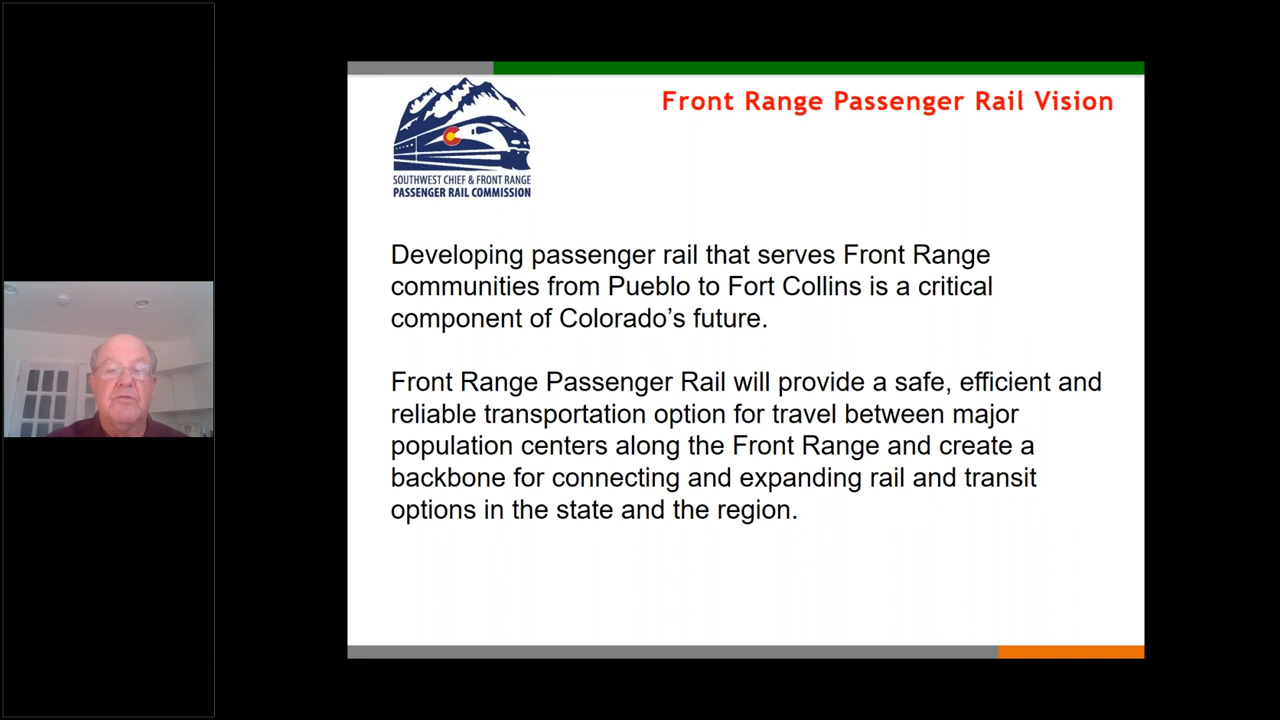 Front Range Passenger Rail Vision
SOUTHWEST CHIEF & FRONT RANGE
PASSENGER RAIL COMMISSION
Developing passenger rail that serves Front Range
communities from Pueblo to Fort Collins is a critical
component of Colorado’s future.
Front Range Passenger Rail will provide a safe, efficient and
reliable transportation option for travel between major
population centers along the Front Range and create a
backbone for connecting and expanding rail and transit
options in the state and the region.